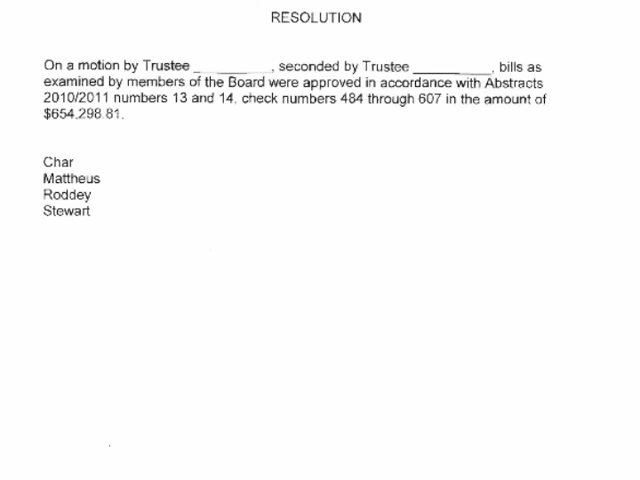 RESOLUTION
On a motion by Trustee __________, seconded by Trustee __________, bills as
examined by members of the Board were approved in accordance with Abstracts
2010/2011 numbers 13 and 14, check numbers 484 through 607 in the amount of
$654,298.81.
Char
Mattheus
Roddey
Stewart